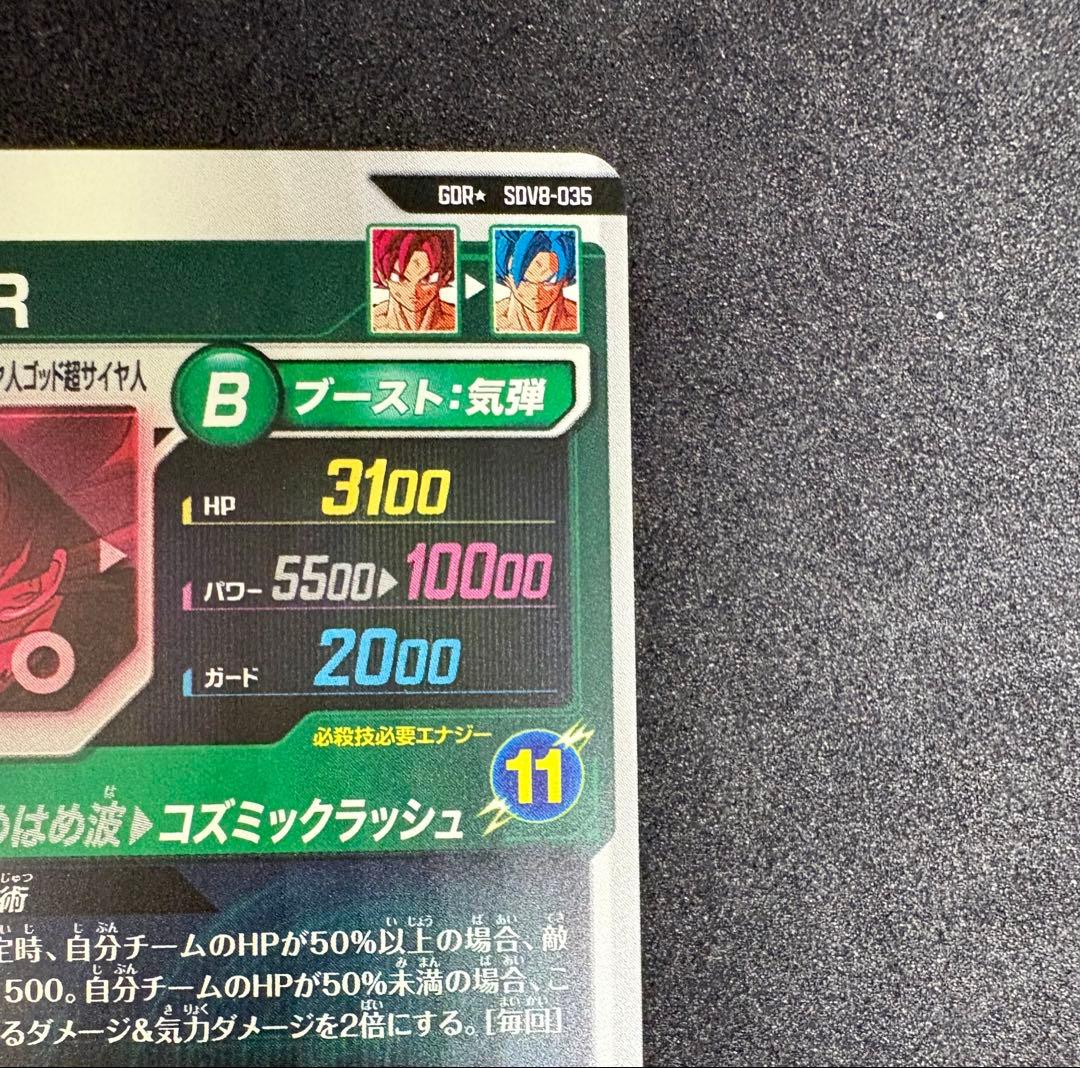 GDR★ SDV8-035
R
ヤ人ゴッド超サイヤ人
B ブースト:気弾
HP 3100
パワー 5500▶10000
ガード 2000
必殺技必要エナジー
11
めはめ波▶コズミックラッシュ
術
定時、自分チームのHPが50%以上の場合、敵
500。自分チームのHPが50%未満の場合、こ
るダメージ&気力ダメージを2倍にする。[毎回]